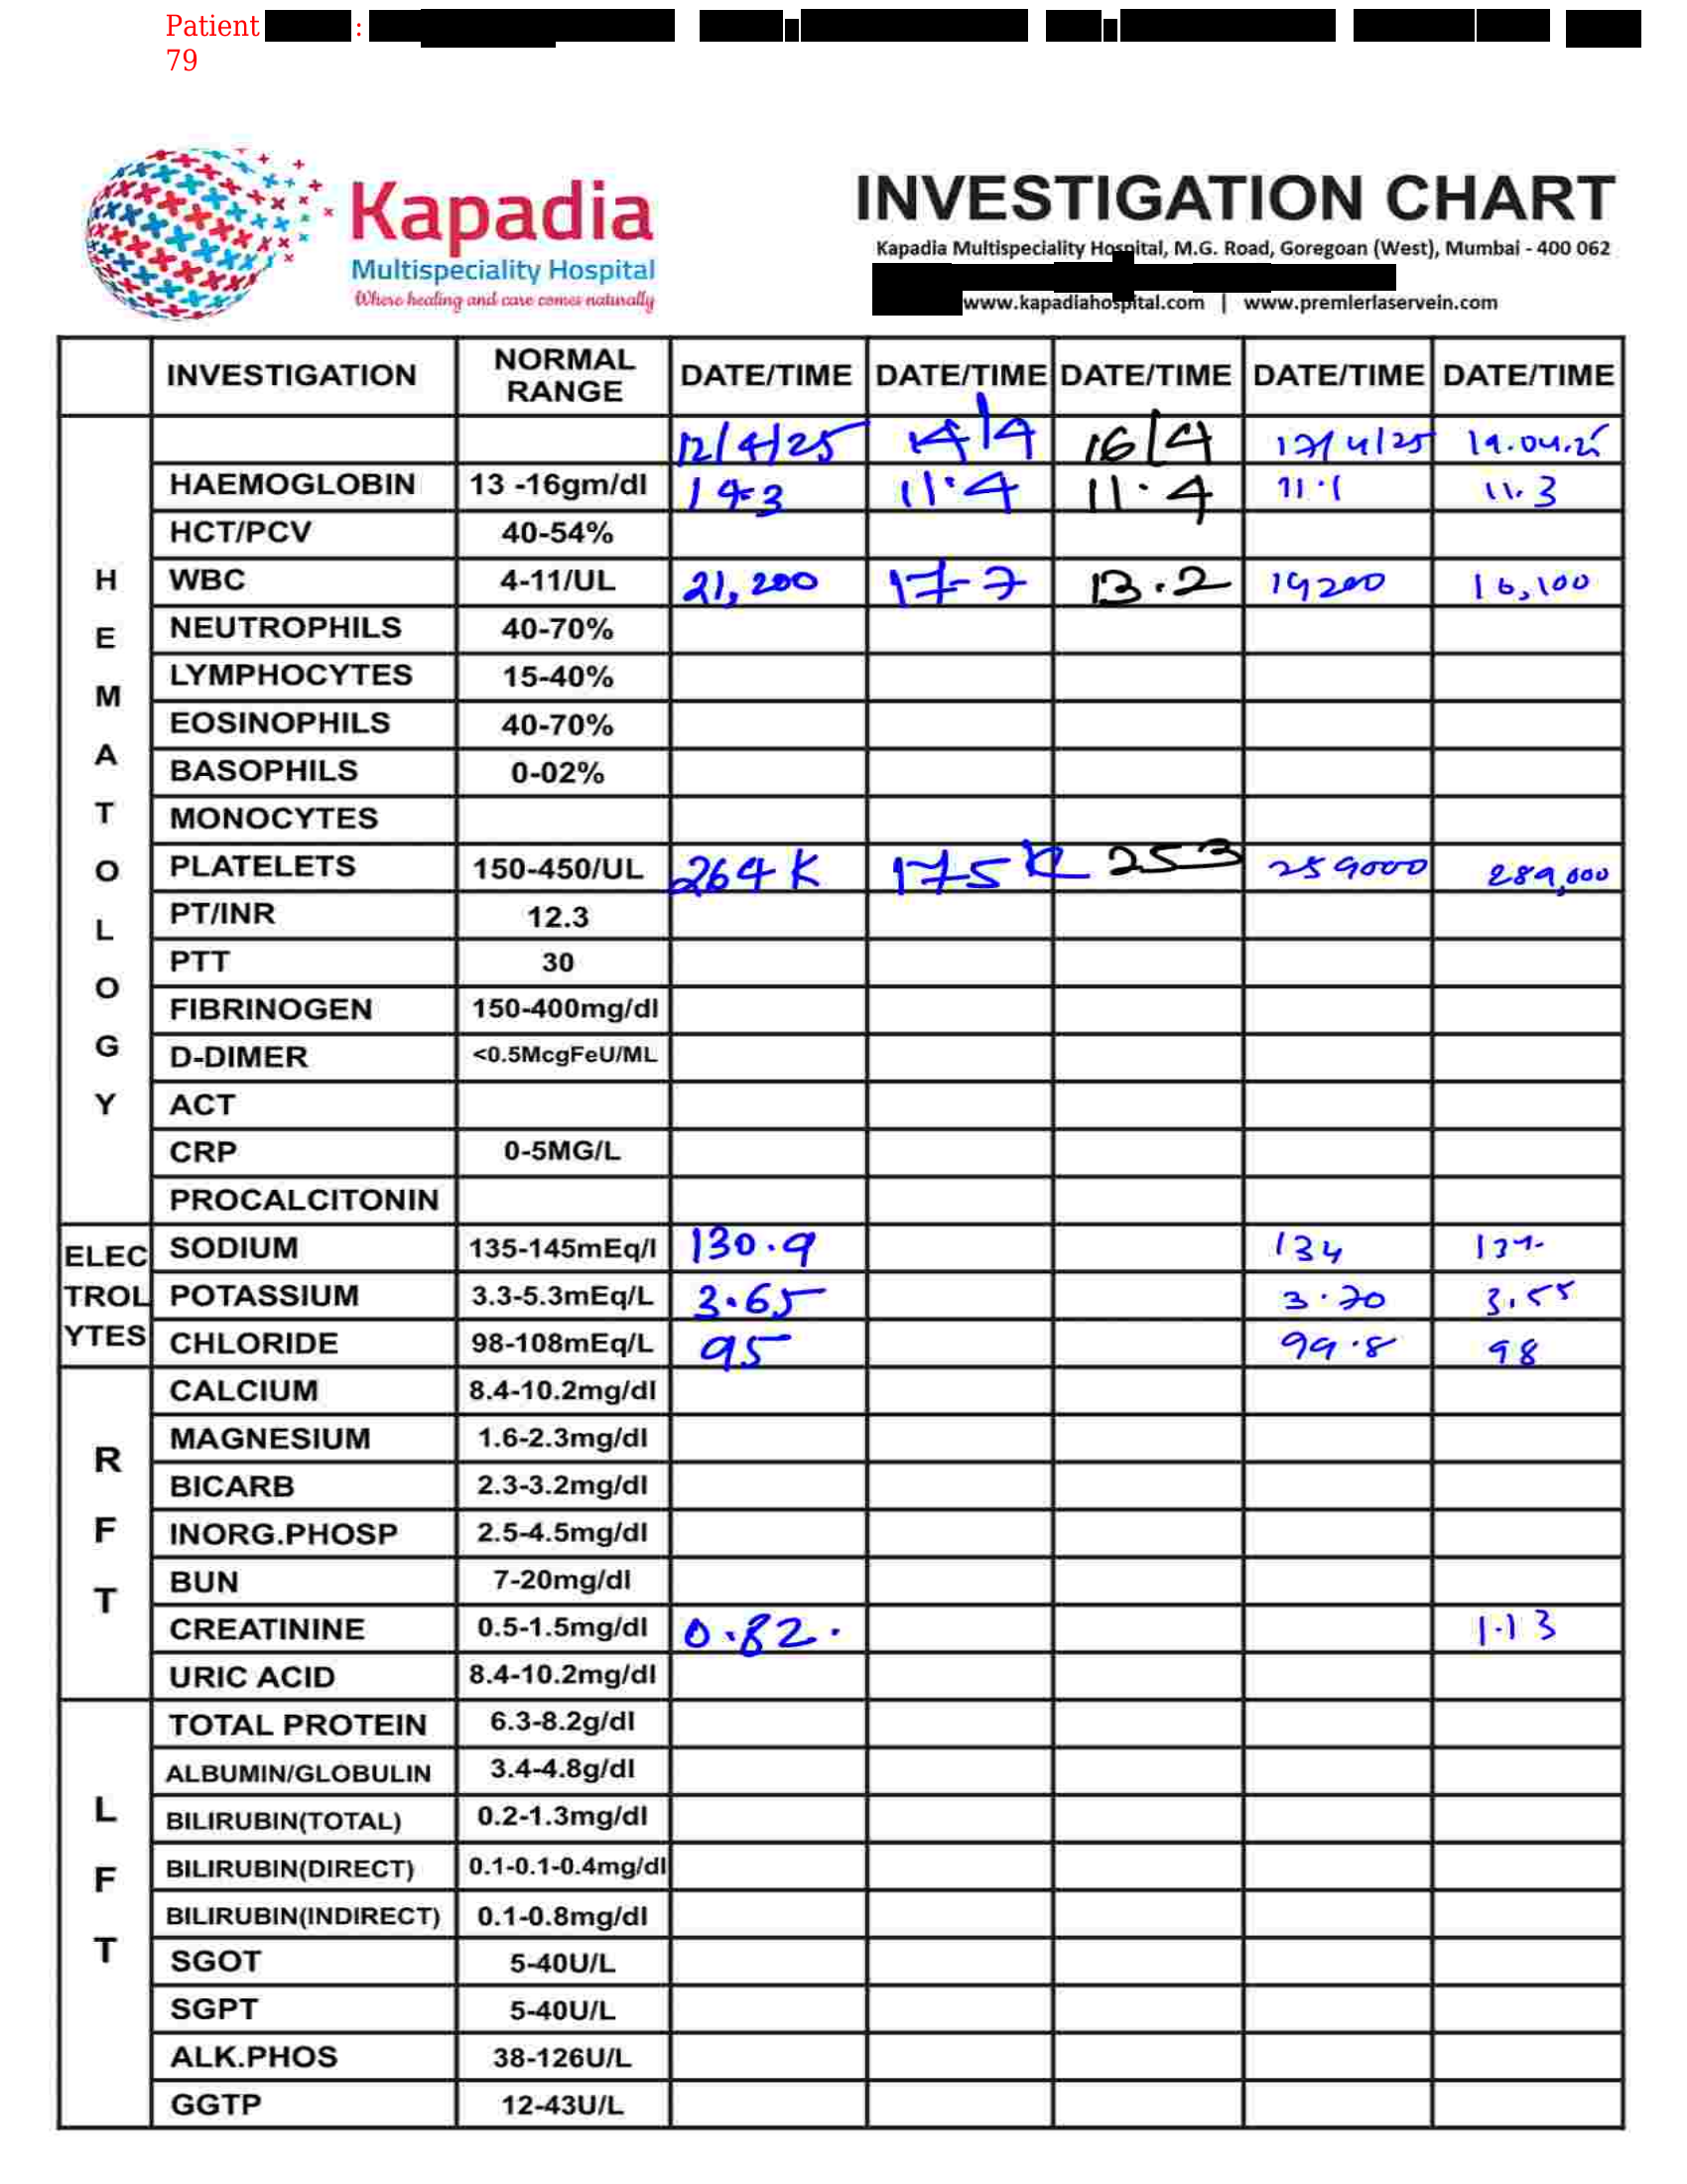 Patient :
79
Kapadia
Multispeciality Hospital
Where healing and care comes naturally
INVESTIGATION CHART
Kapadia Multispeciality Hospital, M.G. Road, Goregoan (West), Mumbai - 400 062
www.kapadiahospital.com | www.premlerlaservein.com
INVESTIGATION NORMAL RANGE DATE/TIME DATE/TIME DATE/TIME DATE/TIME DATE/TIME
12/4/25 14/4 16/4 17/4/25 19.04.25
HEMATOLOGY
HAEMOGLOBIN 13 -16gm/dl 14.3 11.4 11.4 11.1 11.3
HCT/PCV 40-54%
WBC 4-11/UL 21,200 17.7 13.2 19200 16,100
NEUTROPHILS 40-70%
LYMPHOCYTES 15-40%
EOSINOPHILS 40-70%
BASOPHILS 0-02%
MONOCYTES
PLATELETS 150-450/UL 264K 175K 253 259000 289,000
PT/INR 12.3
PTT 30
FIBRINOGEN 150-400mg/dl
D-DIMER <0.5McgFeU/ML
ACT
CRP 0-5MG/L
PROCALCITONIN
ELECTROLYTES
SODIUM 135-145mEq/l 130.9 134
POTASSIUM 3.3-5.3mEq/L 3.65 3.70 3.55
CHLORIDE 98-108mEq/L 95 99.8 98
RFT
CALCIUM 8.4-10.2mg/dl
MAGNESIUM 1.6-2.3mg/dl
BICARB 2.3-3.2mg/dl
INORG.PHOSP 2.5-4.5mg/dl
BUN 7-20mg/dl
CREATININE 0.5-1.5mg/dl 0.82. 1.13
URIC ACID 8.4-10.2mg/dl
LFT
TOTAL PROTEIN 6.3-8.2g/dl
ALBUMIN/GLOBULIN 3.4-4.8g/dl
BILIRUBIN(TOTAL) 0.2-1.3mg/dl
BILIRUBIN(DIRECT) 0.1-0.1-0.4mg/dl
BILIRUBIN(INDIRECT) 0.1-0.8mg/dl
SGOT 5-40U/L
SGPT 5-40U/L
ALK.PHOS 38-126U/L
GGTP 12-43U/L